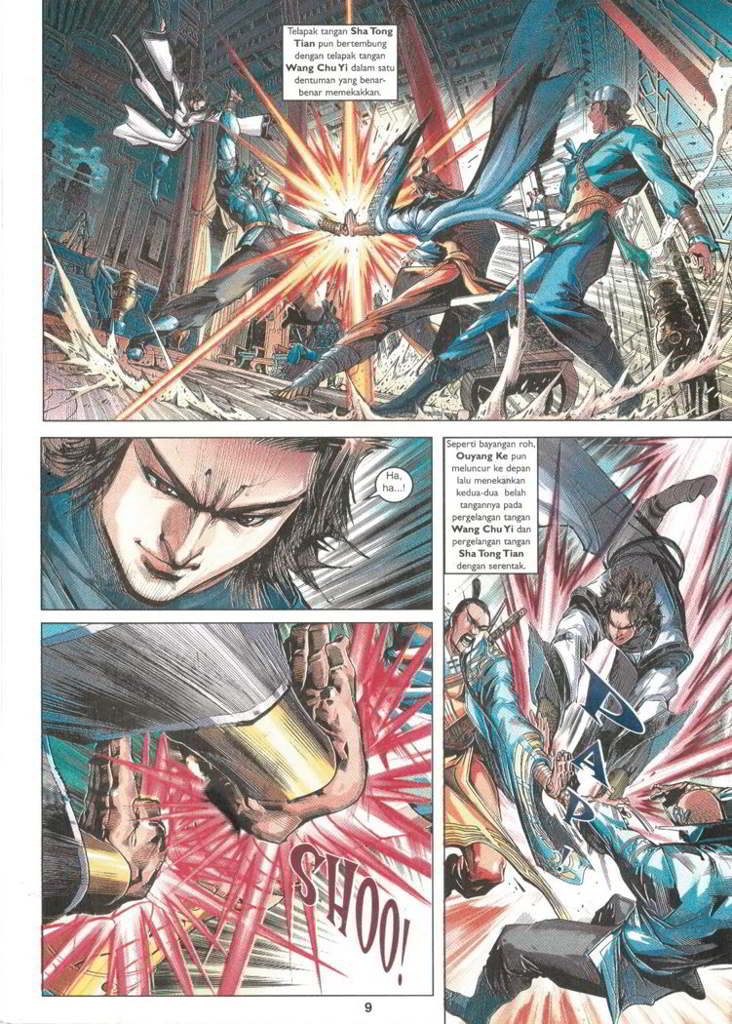 Telapak tangan Sha Tong
Tian pun bertembung
dengan telapak tangan
Wang Chu Yi dalam satu
dentuman yang benar-
benar memekakkan.
Ha,
ha...!
Seperti bayangan roh,
Ouyang Ke pun
meluncur ke depan
lalu menekankan
kedua-dua belah
tangannya pada
pergelangan tangan
Wang Chu Yi dan
pergelangan tangan
Sha Tong Tian
dengan serentak.
SHOO!
PAP!
9